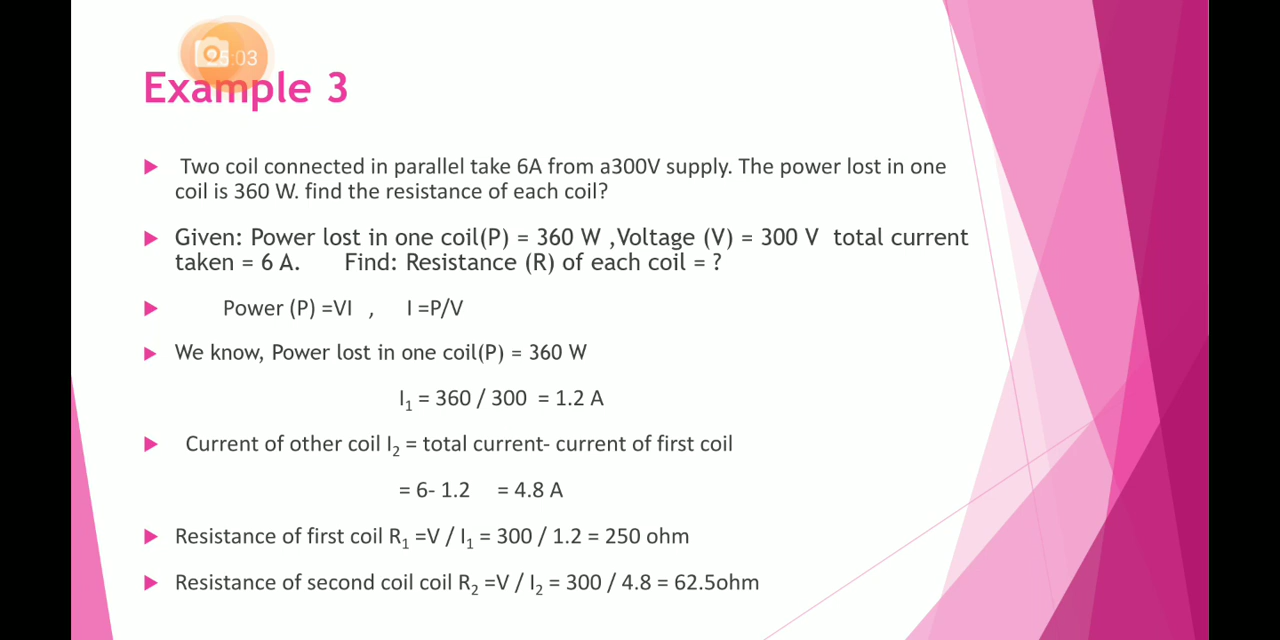 Example 3
Two coil connected in parallel take 6A from a300V supply. The power lost in one
coil is 360 W. find the resistance of each coil?
Given: Power lost in one coil(P) = 360 W ,Voltage (V) = 300 V total current
taken = 6 A. Find: Resistance (R) of each coil = ?
Power (P) =VI , I =P/V
We know, Power lost in one coil(P) = 360 W
I₁ = 360 / 300 = 1.2 A
Current of other coil I₂ = total current- current of first coil
= 6- 1.2 = 4.8 A
Resistance of first coil R₁ =V / I₁ = 300 / 1.2 = 250 ohm
Resistance of second coil coil R₂ =V / I₂ = 300 / 4.8 = 62.5ohm